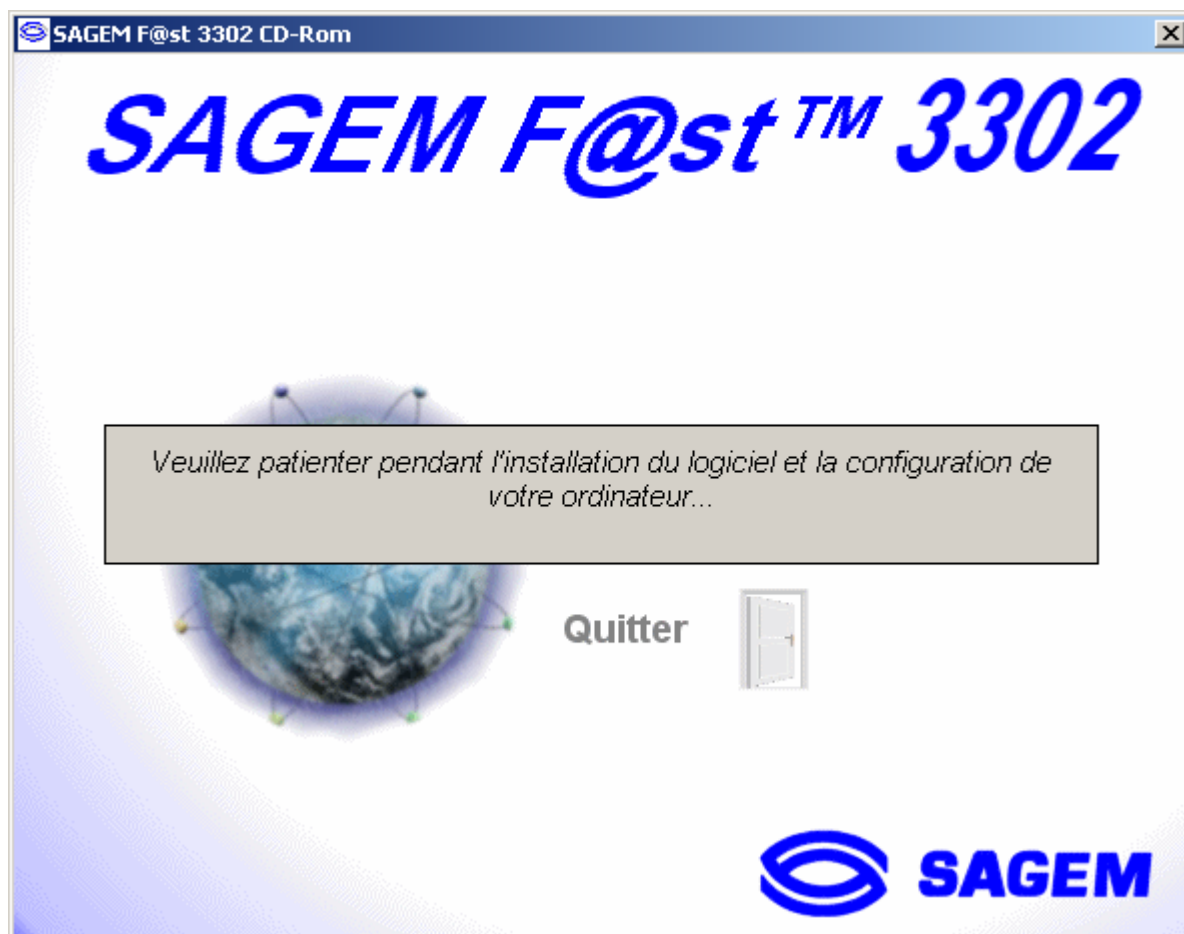 SAGEM F@st 3302 CD-Rom
SAGEM F@st™ 3302
Veuillez patienter pendant l'installation du logiciel et la configuration de
votre ordinateur...
Quitter
SAGEM